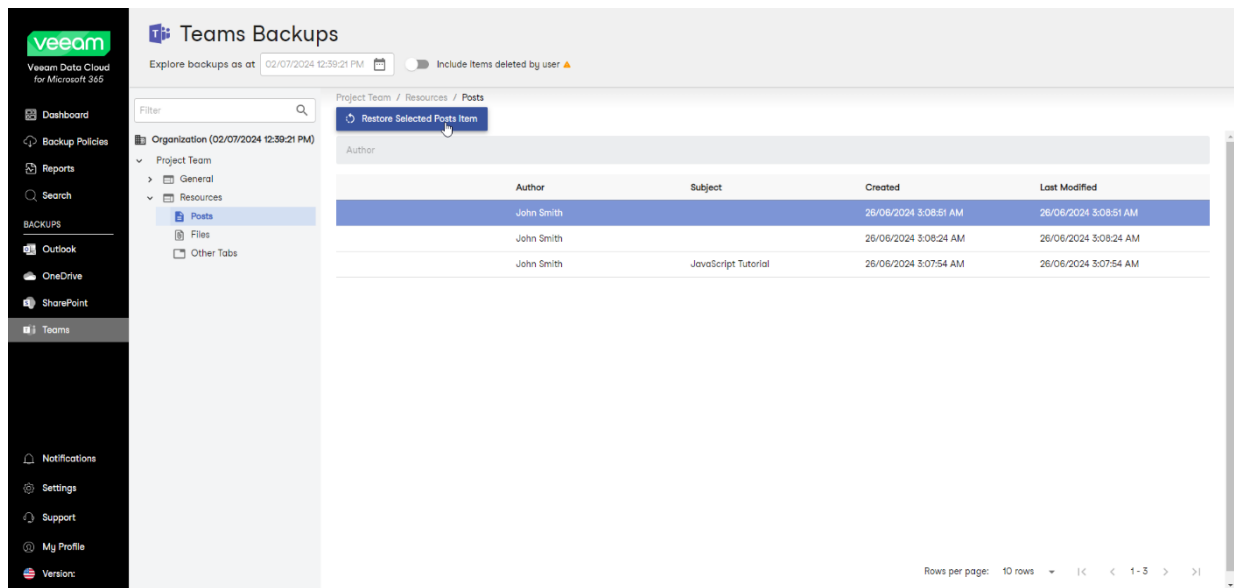 veeam
Veeam Data Cloud
for Microsoft 365
Dashboard
Backup Policies
Reports
Search
BACKUPS
Outlook
OneDrive
SharePoint
Teams
Notifications
Settings
Support
My Profile
Version:
Teams Backups
Explore backups as at 02/07/2024 12:39:21 PM Include items deleted by user
Filter
Organization (02/07/2024 12:39:21 PM)
Project Team
General
Resources
Posts
Files
Other Tabs
Project Team / Resources / Posts
Restore Selected Posts Item
Author
Author Subject Created Last Modified
John Smith 26/06/2024 3:08:51 AM 26/06/2024 3:08:51 AM
John Smith 26/06/2024 3:08:24 AM 26/06/2024 3:08:24 AM
John Smith JavaScript Tutorial 26/06/2024 3:07:54 AM 26/06/2024 3:07:54 AM
Rows per page: 10 rows 1-3